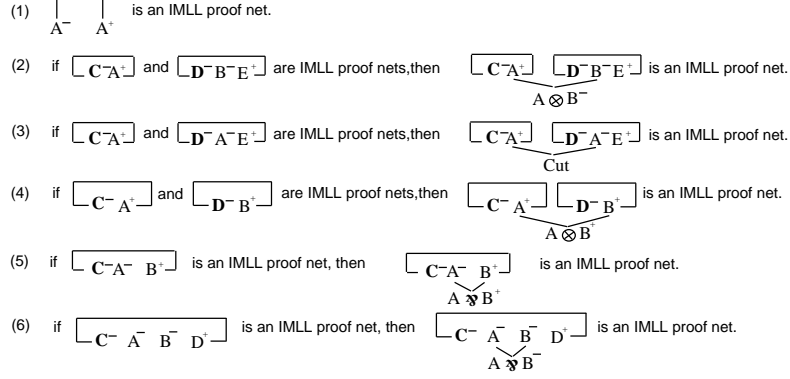 (1) A⁻ A⁺ is an IMLL proof net.
(2) if C⁻A⁺ and D⁻B⁻E⁺ are IMLL proof nets,then C⁻A⁺ D⁻B⁻E⁺ is an IMLL proof net.
A ⊗ B⁻
(3) if C⁻A⁺ and D⁻A⁻E⁺ are IMLL proof nets,then C⁻A⁺ D⁻A⁻E⁺ is an IMLL proof net.
Cut
(4) if C⁻ A⁺ and D⁻ B⁺ are IMLL proof nets,then C⁻ A⁺ D⁻ B⁺ is an IMLL proof net.
A ⊗ B⁺
(5) if C⁻A⁻ B⁺ is an IMLL proof net, then C⁻A⁻ B⁺ is an IMLL proof net.
A ⅋ B⁺
(6) if C⁻ A⁻ B⁻ D⁺ is an IMLL proof net, then C⁻ A⁻ B⁻ D⁺ is an IMLL proof net.
A ⅋ B⁻